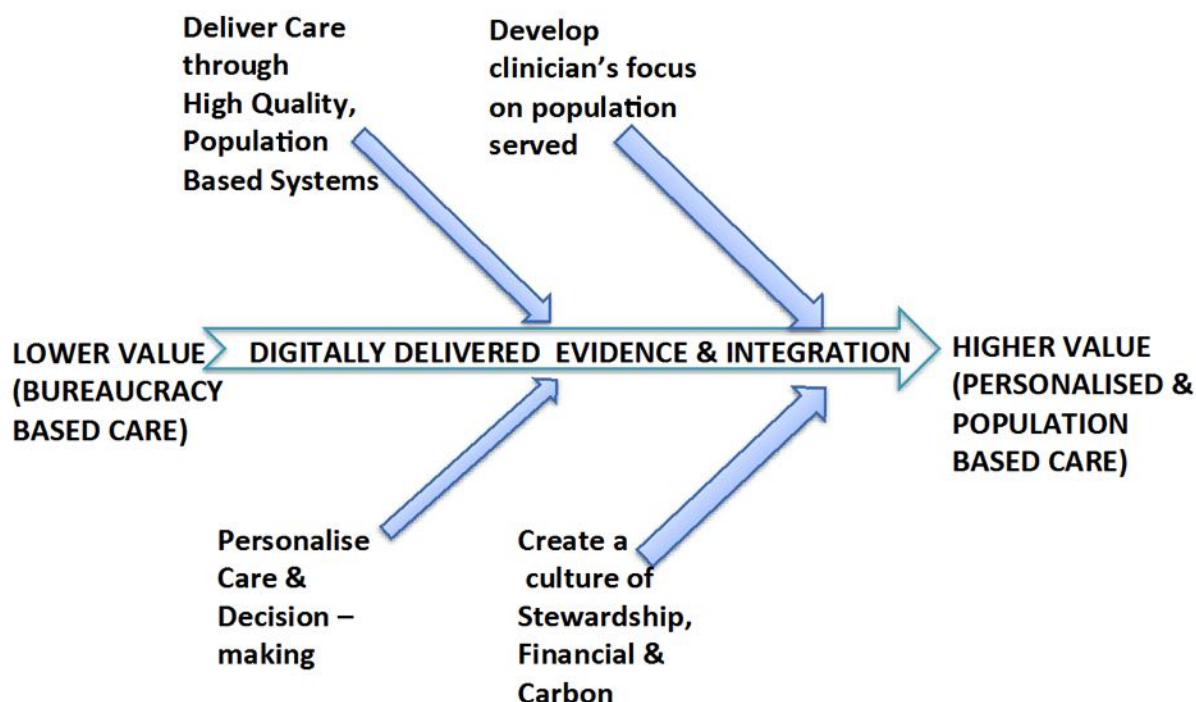 Deliver Care
through
High Quality,
Population
Based Systems
Develop
clinician’s focus
on population
served
LOWER VALUE
(BUREAUCRACY
BASED CARE)
DIGITALLY DELIVERED EVIDENCE & INTEGRATION
HIGHER VALUE
(PERSONALISED &
POPULATION
BASED CARE)
Personalise
Care &
Decision –
making
Create a
culture of
Stewardship,
Financial &
Carbon